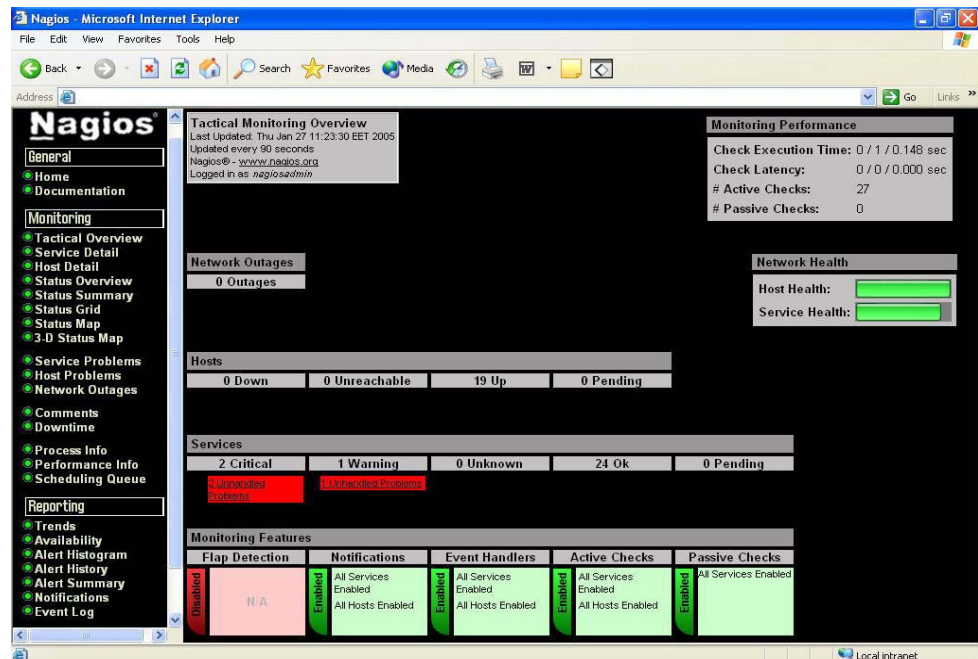 Nagios - Microsoft Internet Explorer
File Edit View Favorites Tools Help
Back Search Favorites Media
Address Go Links »
Nagios®
General
Home
Documentation
Monitoring
Tactical Overview
Service Detail
Host Detail
Status Overview
Status Summary
Status Grid
Status Map
3-D Status Map
Service Problems
Host Problems
Network Outages
Comments
Downtime
Process Info
Performance Info
Scheduling Queue
Reporting
Trends
Availability
Alert Histogram
Alert History
Alert Summary
Notifications
Event Log
Tactical Monitoring Overview
Last Updated: Thu Jan 27 11:23:30 EET 2005
Updated every 90 seconds
Nagios® - www.nagios.org
Logged in as nagiosadmin
Monitoring Performance
Check Execution Time: 0 / 1 / 0.148 sec
Check Latency: 0 / 0 / 0.000 sec
# Active Checks: 27
# Passive Checks: 0
Network Outages
0 Outages
Network Health
Host Health:
Service Health:
Hosts
0 Down 0 Unreachable 19 Up 0 Pending
Services
2 Critical 1 Warning 0 Unknown 24 Ok 0 Pending
2 Unhandled Problems
1 Unhandled Problems
Monitoring Features
Flap Detection Notifications Event Handlers Active Checks Passive Checks
Disabled
N/A
Enabled
All Services Enabled
All Hosts Enabled
Enabled
All Services Enabled
All Hosts Enabled
Enabled
All Services Enabled
All Hosts Enabled
Enabled
All Services Enabled
Local intranet